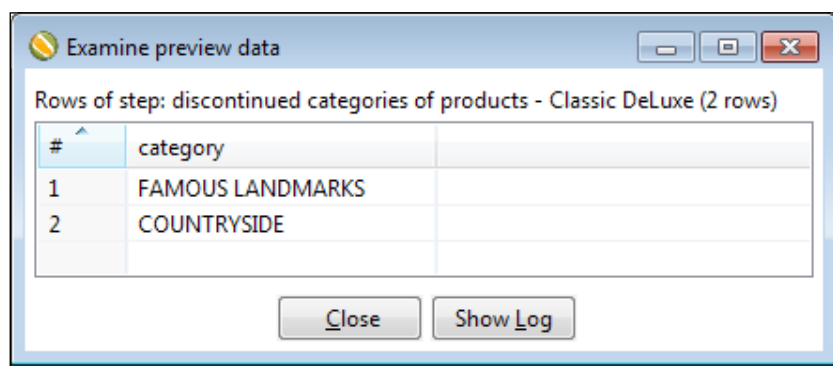 Examine preview data
Rows of step: discontinued categories of products - Classic DeLuxe (2 rows)
# category
1 FAMOUS LANDMARKS
2 COUNTRYSIDE
Close Show Log